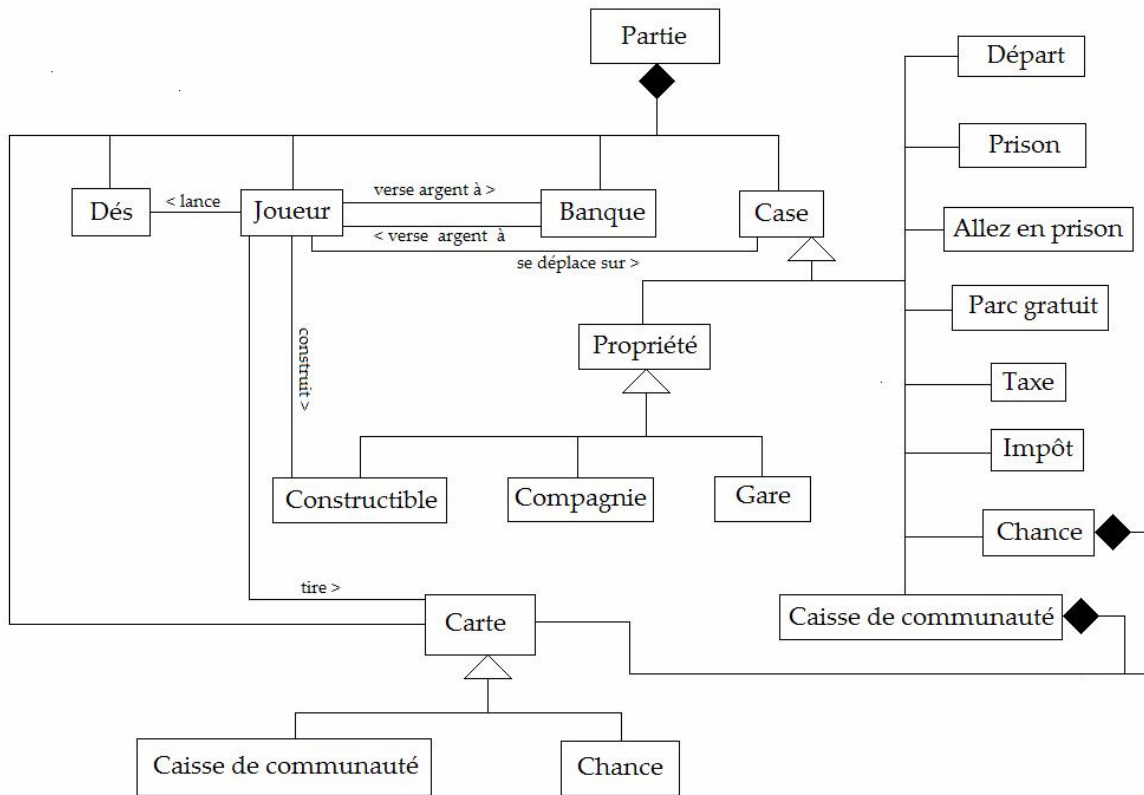 Partie
Départ
Prison
Dés
< lance
Joueur
verse argent à >
< verse argent à
Banque
Case
Allez en prison
se déplace sur >
Parc gratuit
Propriété
construit >
Taxe
Impôt
Constructible
Compagnie
Gare
Chance
tire >
Carte
Caisse de communauté
Caisse de communauté
Chance